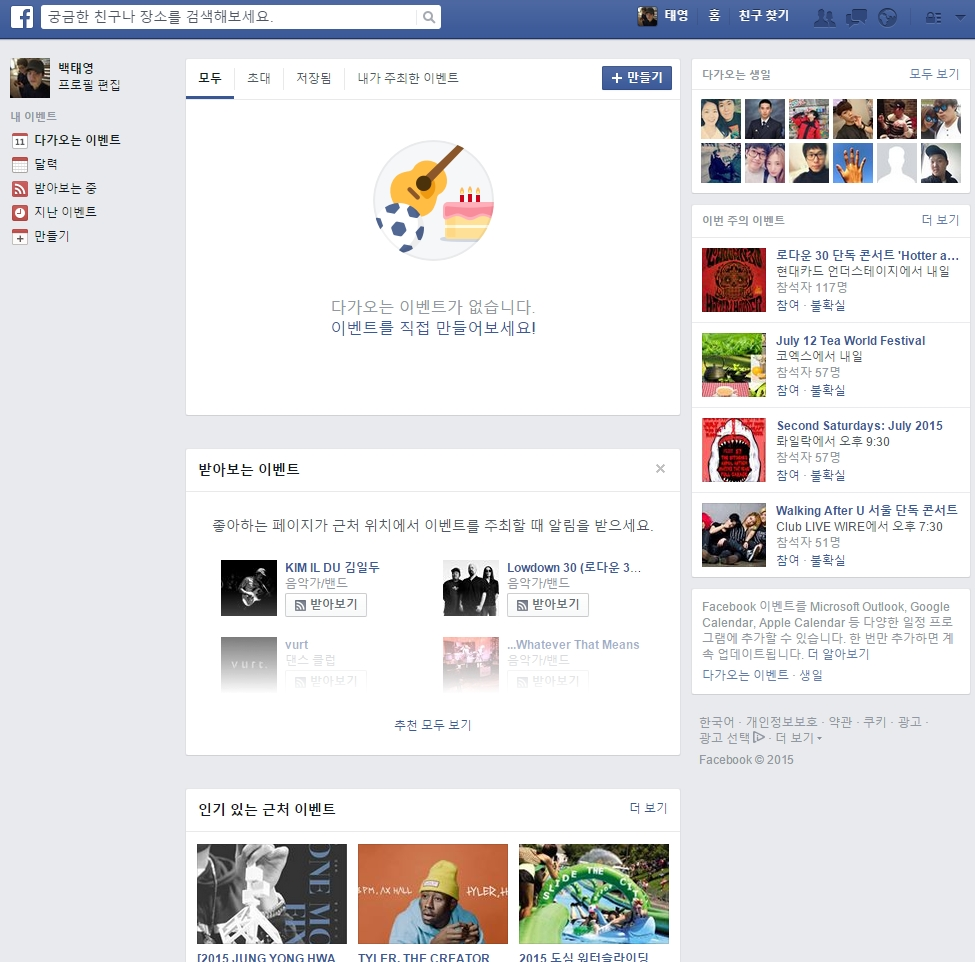 궁금한 친구나 장소를 검색해보세요.
태영
홈
친구 찾기
백태영
프로필 편집
내 이벤트
11
다가오는 이벤트
달력
받아보는 중
지난 이벤트
만들기
모두
초대
저장됨
내가 주최한 이벤트
+ 만들기
다가오는 이벤트가 없습니다.
이벤트를 직접 만들어보세요!
받아보는 이벤트
좋아하는 페이지가 근처 위치에서 이벤트를 주최할 때 알림을 받으세요.
KIM IL DU 김일두
음악가/밴드
받아보기
Lowdown 30 (로다운 3...
음악가/밴드
받아보기
vurt.
vurt
댄스 클럽
받아보기
...Whatever That Means
음악가/밴드
받아보기
추천 모두 보기
인기 있는 근처 이벤트
더 보기
ONE MO
TYLER, H
SLIDE THE CITY
[2015 JUNG YONG HWA
TYLER, THE CREATOR
2015 도심 워터슬라이딩
다가오는 생일
모두 보기
이번 주의 이벤트
더 보기
로다운 30 단독 콘서트 'Hotter a...
현대카드 언더스테이지에서 내일
참석자 117명
참여 · 불확실
July 12 Tea World Festival
코엑스에서 내일
참석자 57명
참여 · 불확실
Second Saturdays: July 2015
롸일락에서 오후 9:30
참석자 57명
참여 · 불확실
Walking After U 서울 단독 콘서트
Club LIVE WIRE에서 오후 7:30
참석자 51명
참여 · 불확실
Facebook 이벤트를 Microsoft Outlook, Google
Calendar, Apple Calendar 등 다양한 일정 프로
그램에 추가할 수 있습니다. 한 번만 추가하면 계
속 업데이트됩니다. 더 알아보기
다가오는 이벤트 · 생일
한국어 · 개인정보보호 · 약관 · 쿠키 · 광고 ·
광고 선택 · 더 보기
Facebook © 2015